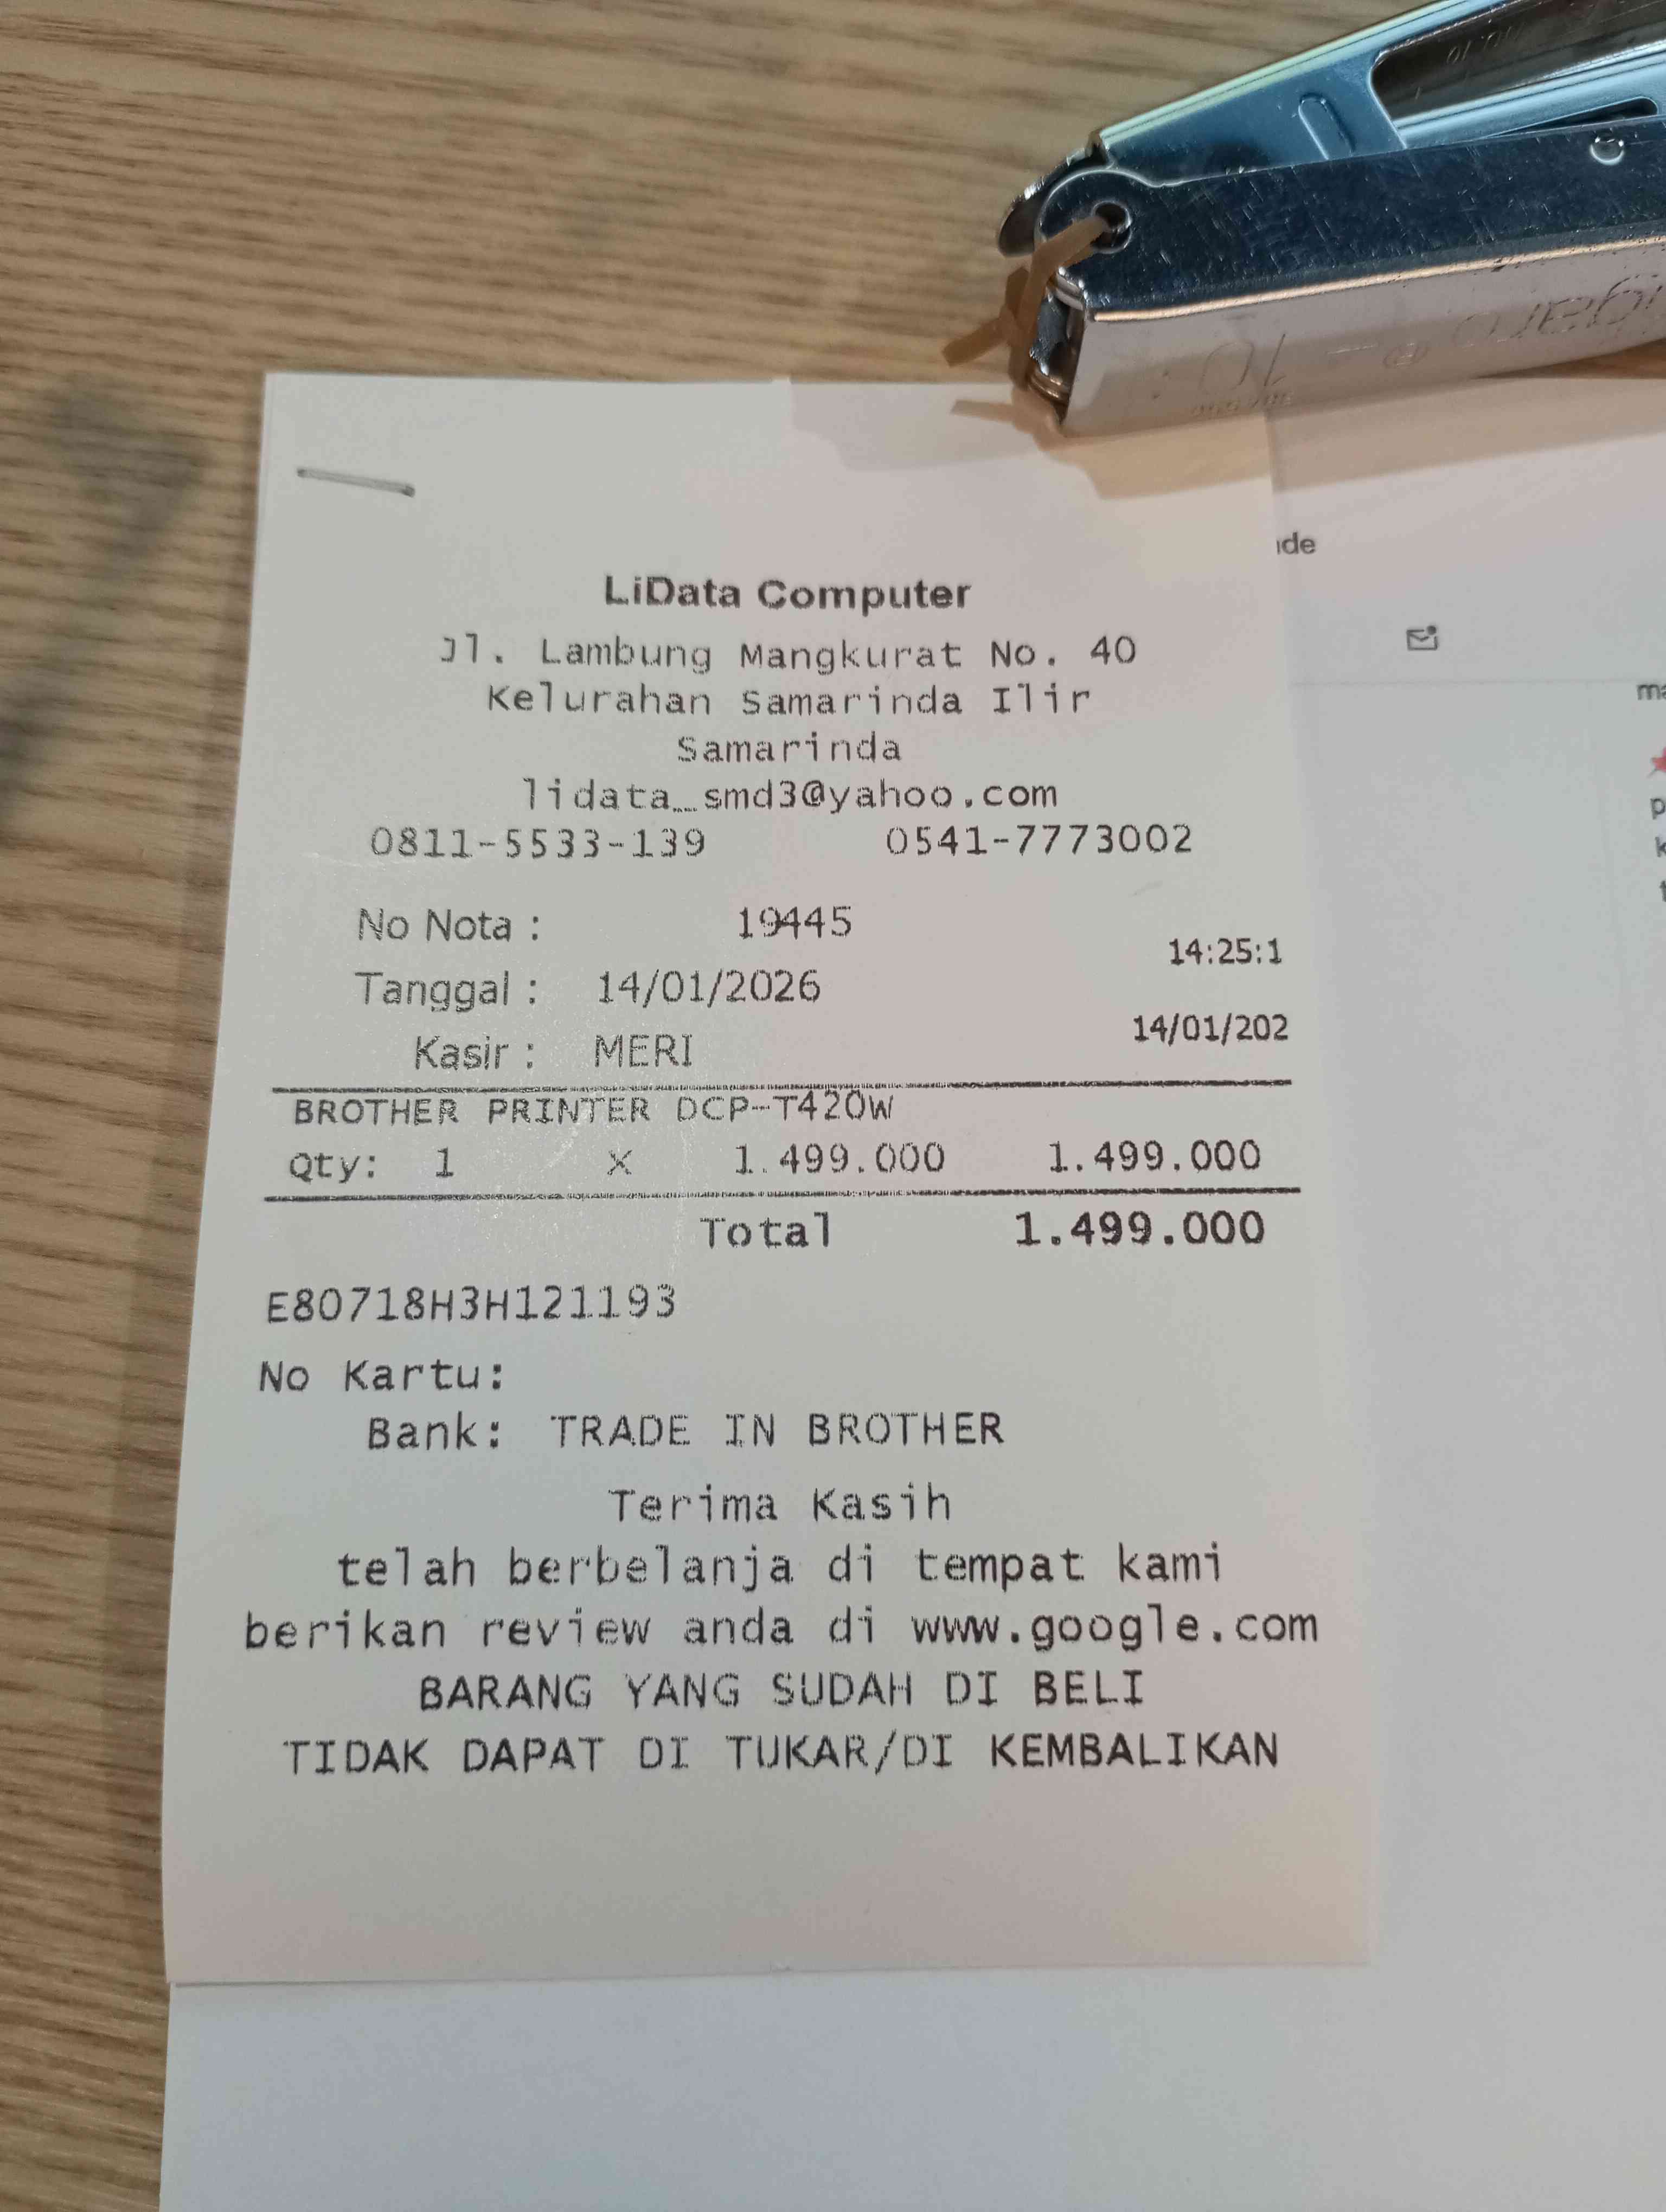 LiData Computer
Jl. Lambung Mangkurat No. 40
Kelurahan Samarinda Ilir
Samarinda
lidata_smd3@yahoo.com
0811-5533-139 0541-7773002
No Nota : 19445
14:25:1
Tanggal : 14/01/2026
14/01/202
Kasir : MERI
BROTHER PRINTER DCP-T420W
Qty: 1 X 1.499.000 1.499.000
Total 1.499.000
E80718H3H121193
No Kartu:
Bank: TRADE IN BROTHER
Terima Kasih
telah berbelanja di tempat kami
berikan review anda di www.google.com
BARANG YANG SUDAH DI BELI
TIDAK DAPAT DI TUKAR/DI KEMBALIKAN